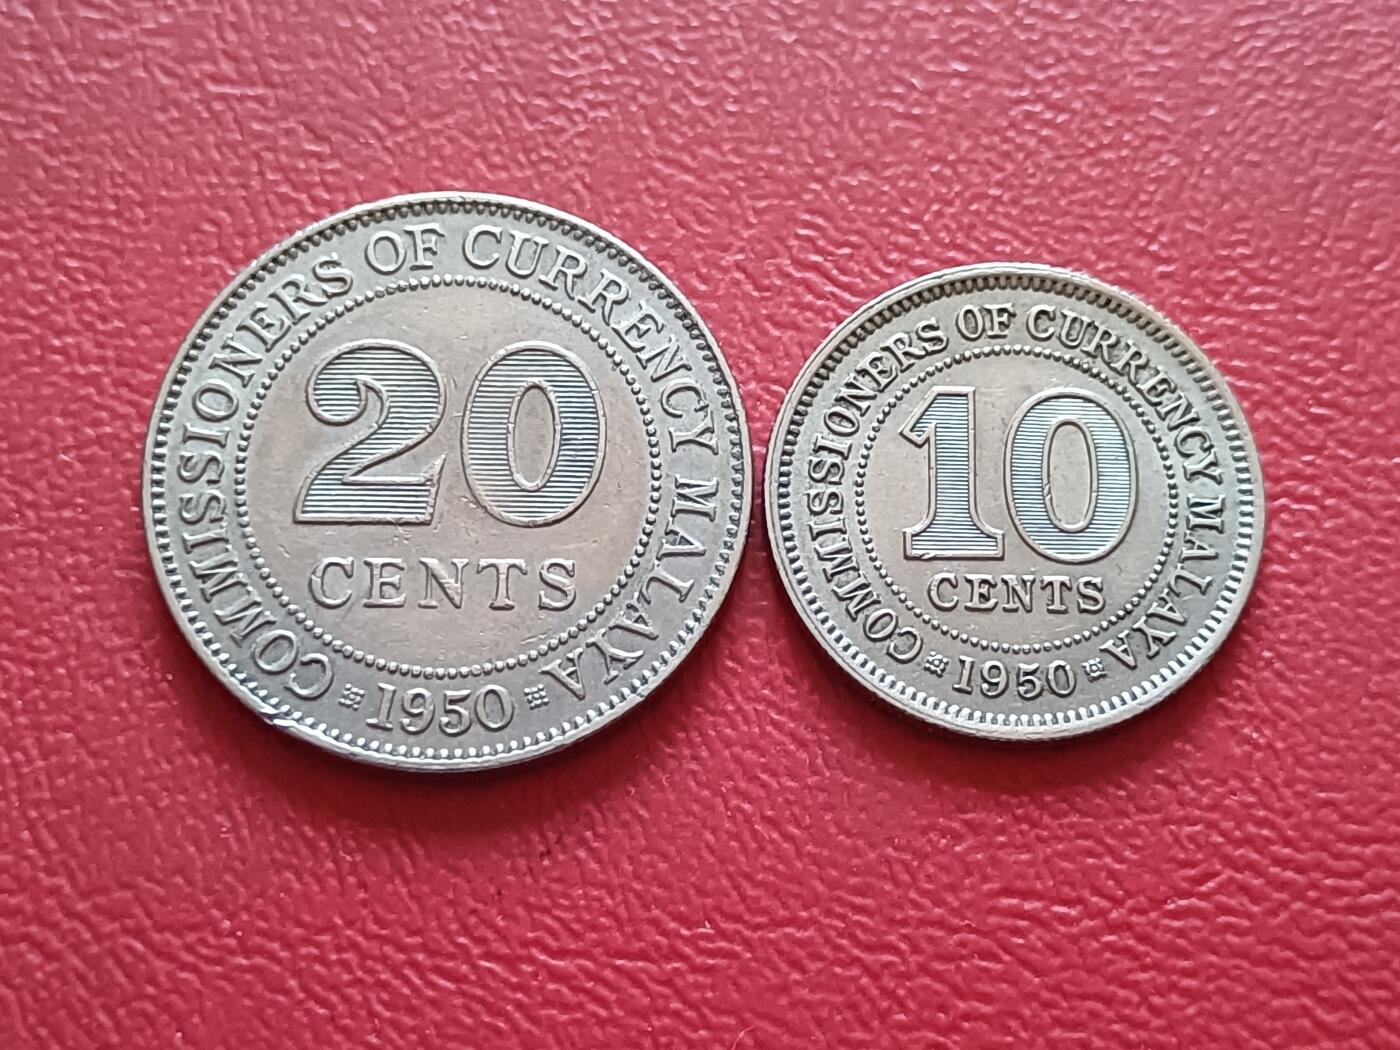 COMMISSIONERS OF CURRENCY MALAYA
20
CENTS
1950
COMMISSIONERS OF CURRENCY MALAYA
10
CENTS
1950